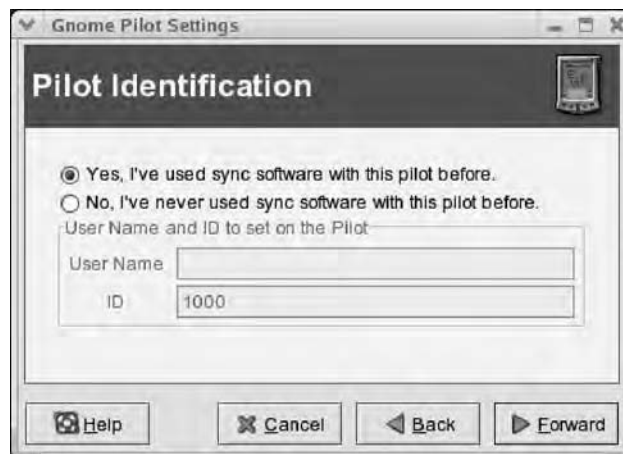 Gnome Pilot Settings
Pilot Identification
Yes, I've used sync software with this pilot before.
No, I've never used sync software with this pilot before.
User Name and ID to set on the Pilot
User Name
ID 1000
Help Cancel Back Forward